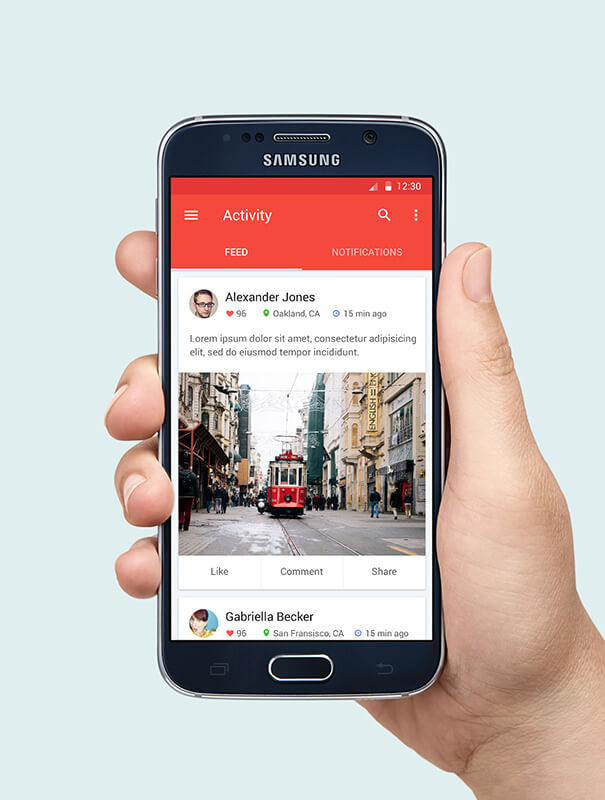 SAMSUNG
12:30
Activity
FEED NOTIFICATIONS
Alexander Jones
96 Oakland, CA 15 min ago
Lorem ipsum dolor sit amet, consectetur adipisicing
elit, sed do eiusmod tempor incididunt.
ENGLISH=EN
Like Comment Share
Gabriella Becker
96 San Fransisco, CA 15 min ago